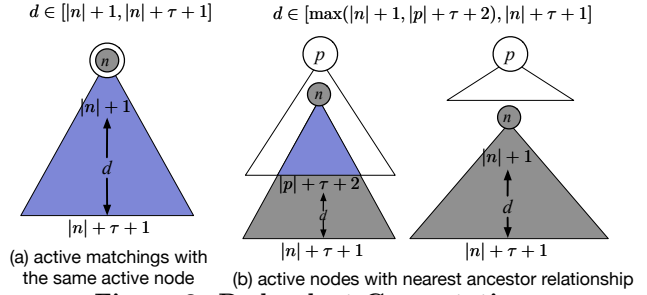 d ∈ [|n| + 1, |n| + τ + 1]
d ∈ [max(|n| + 1, |p| + τ + 2), |n| + τ + 1]
n
|n| + 1
d
|n| + τ + 1
p
n
|p| + τ + 2
d
|n| + τ + 1
p
n
|n| + 1
d
|n| + τ + 1
(a) active matchings with
the same active node
(b) active nodes with nearest ancestor relationship